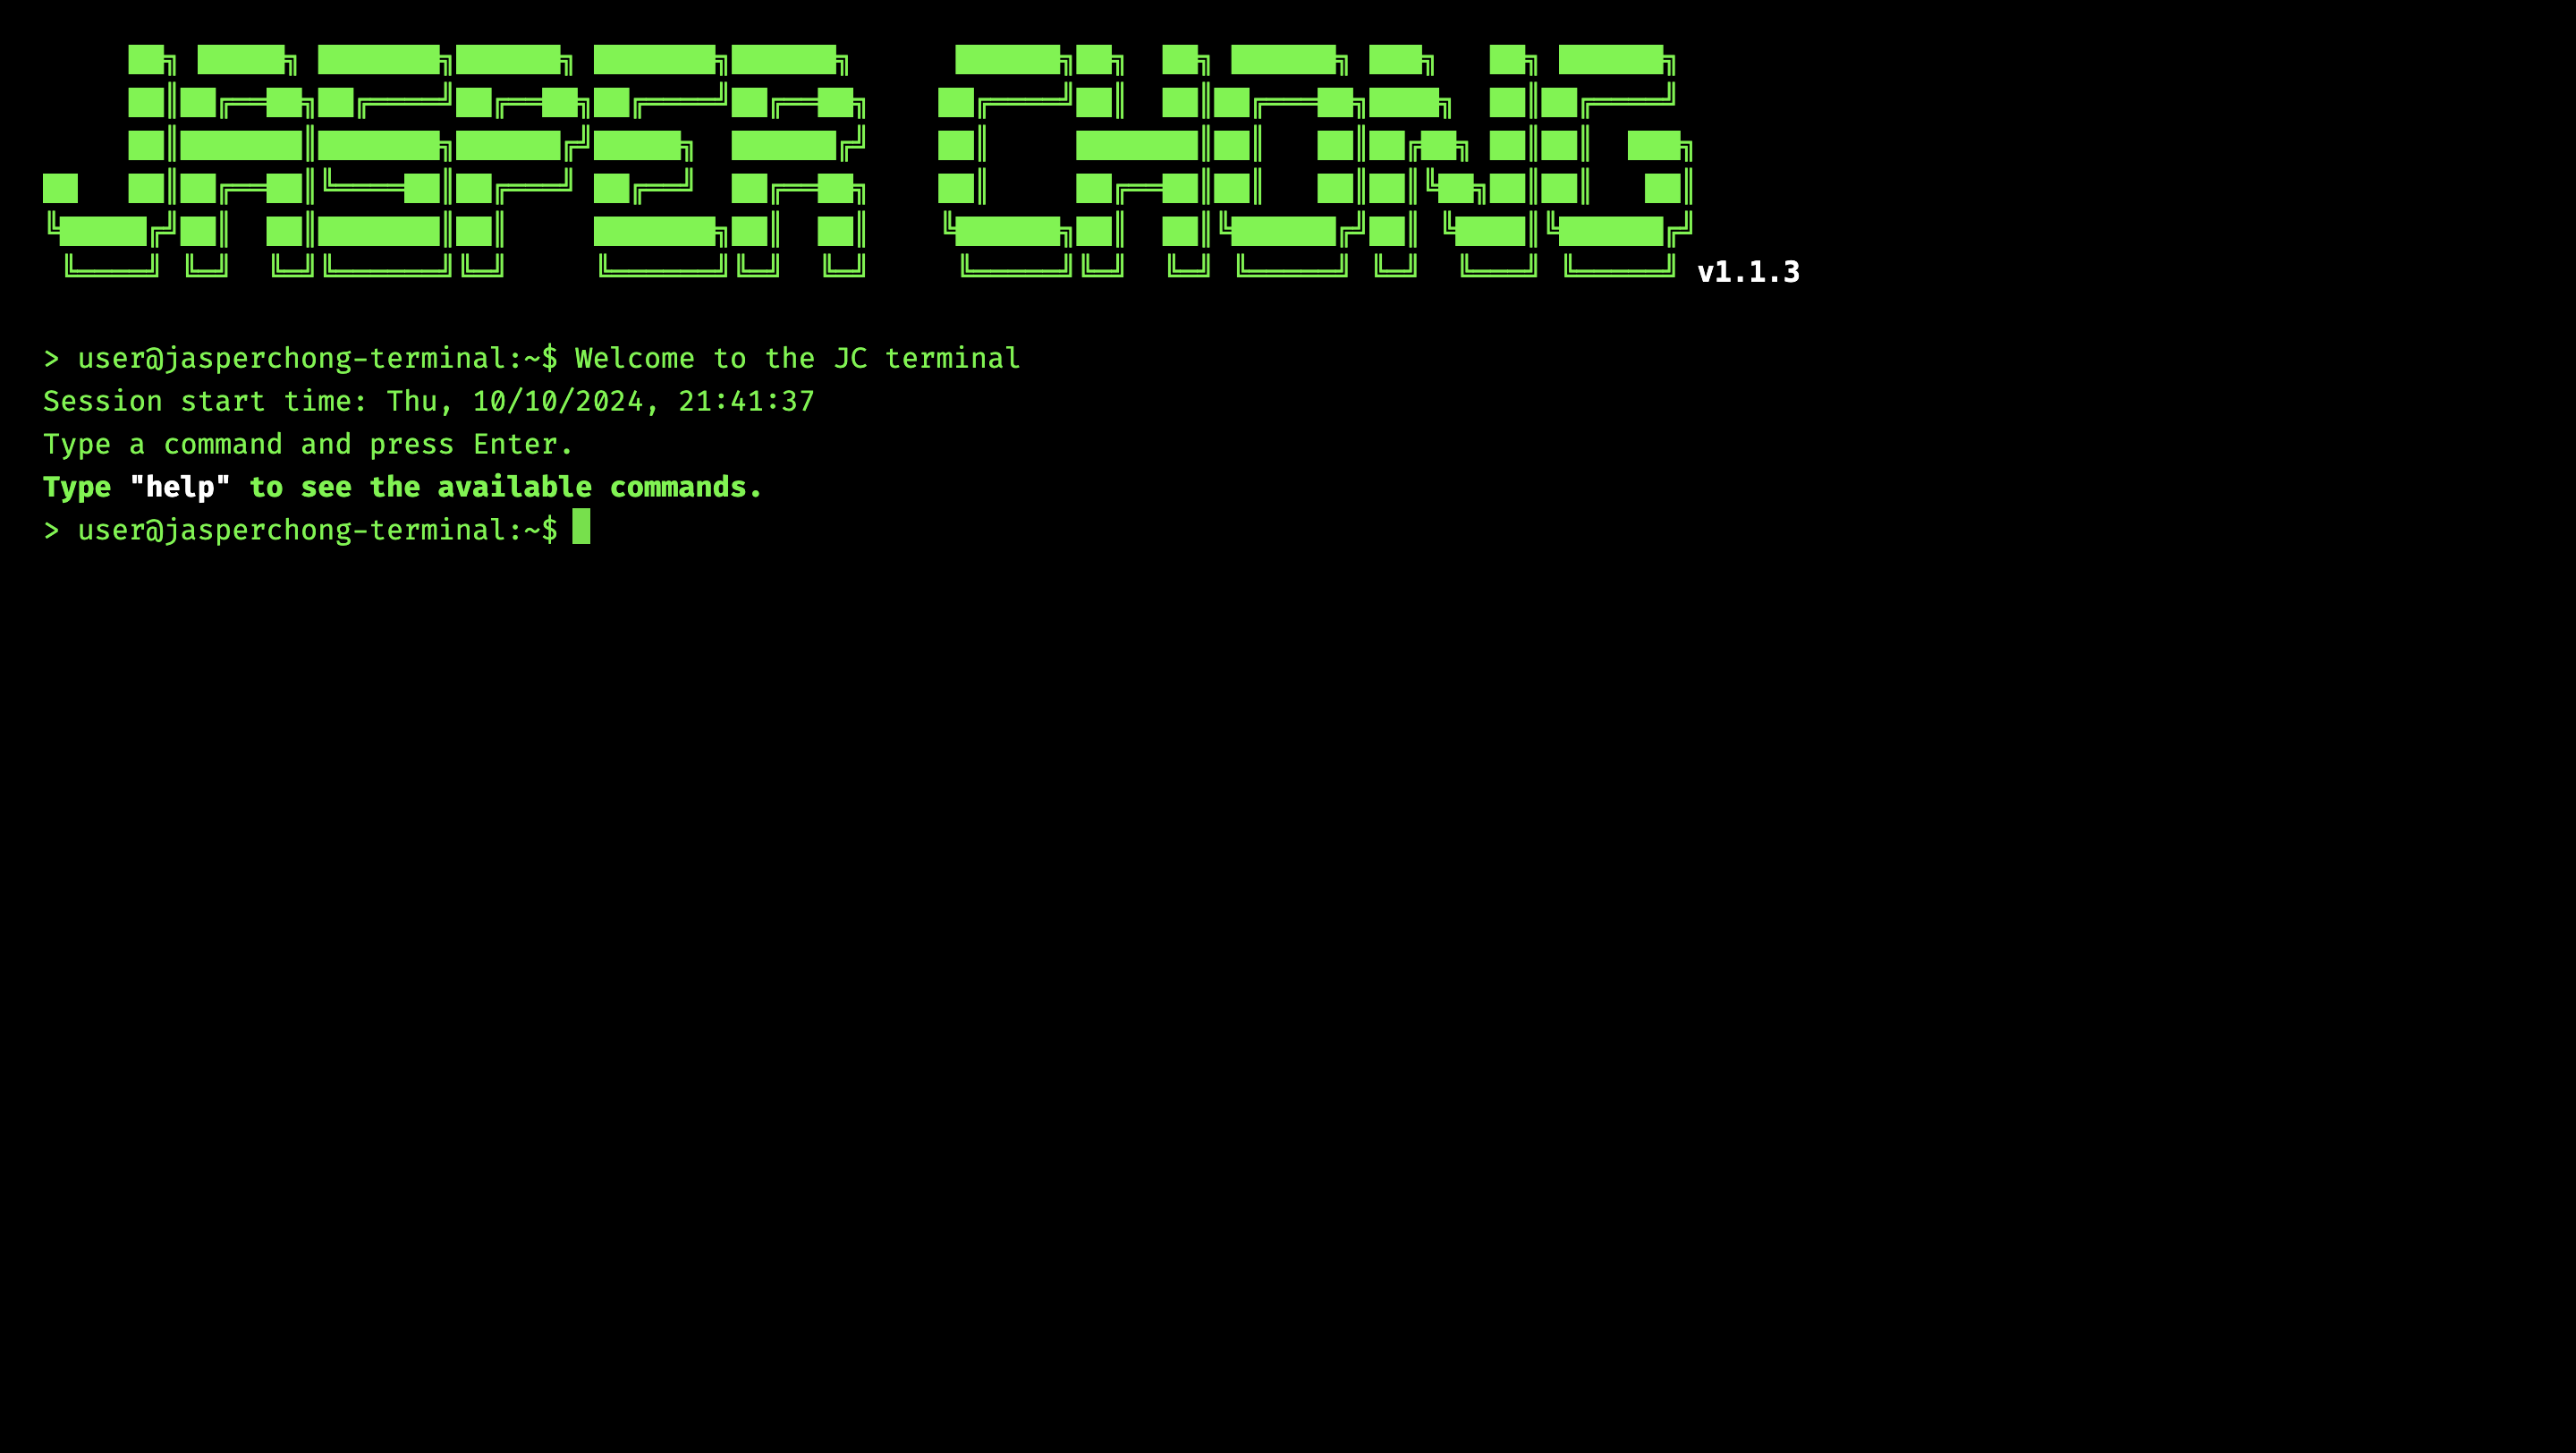 JASPER CHONG v1.1.3
> user@jasperchong-terminal:~$ Welcome to the JC terminal
Session start time: Thu, 10/10/2024, 21:41:37
Type a command and press Enter.
Type "help" to see the available commands.
> user@jasperchong-terminal:~$